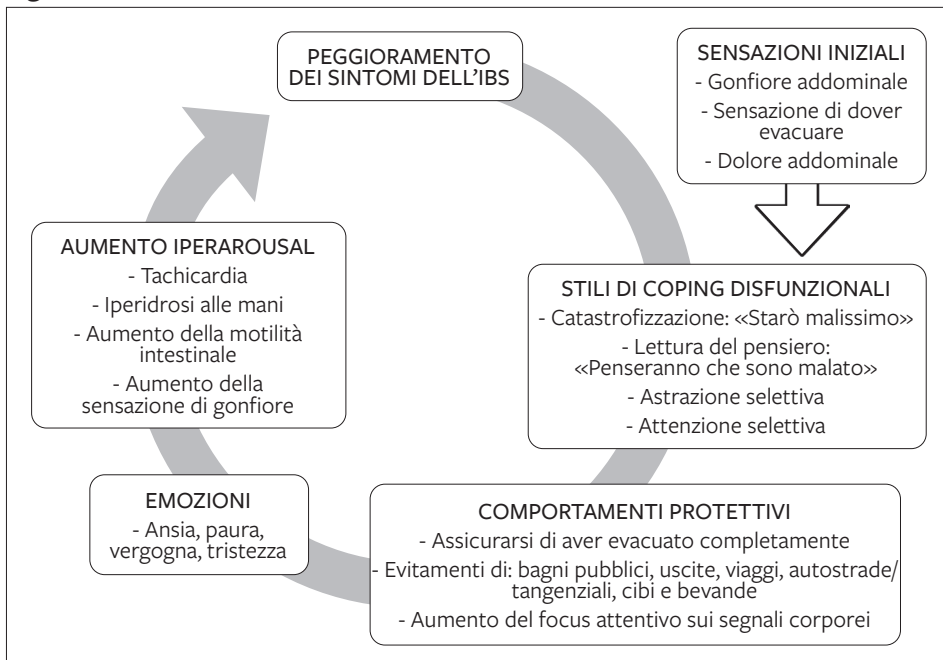 PEGGIORAMENTO
DEI SINTOMI DELL'IBS
SENSAZIONI INIZIALI
- Gonfiore addominale
- Sensazione di dover
evacuare
- Dolore addominale
STILI DI COPING DISFUNZIONALI
- Catastrofizzazione: «Starò malissimo»
- Lettura del pensiero:
«Penseranno che sono malato»
- Astrazione selettiva
- Attenzione selettiva
COMPORTAMENTI PROTETTIVI
- Assicurarsi di aver evacuato completamente
- Evitamenti di: bagni pubblici, uscite, viaggi, autostrade/
tangenziali, cibi e bevande
- Aumento del focus attentivo sui segnali corporei
EMOZIONI
- Ansia, paura,
vergogna, tristezza
AUMENTO IPERAROUSAL
- Tachicardia
- Iperidrosi alle mani
- Aumento della motilità
intestinale
- Aumento della
sensazione di gonfiore